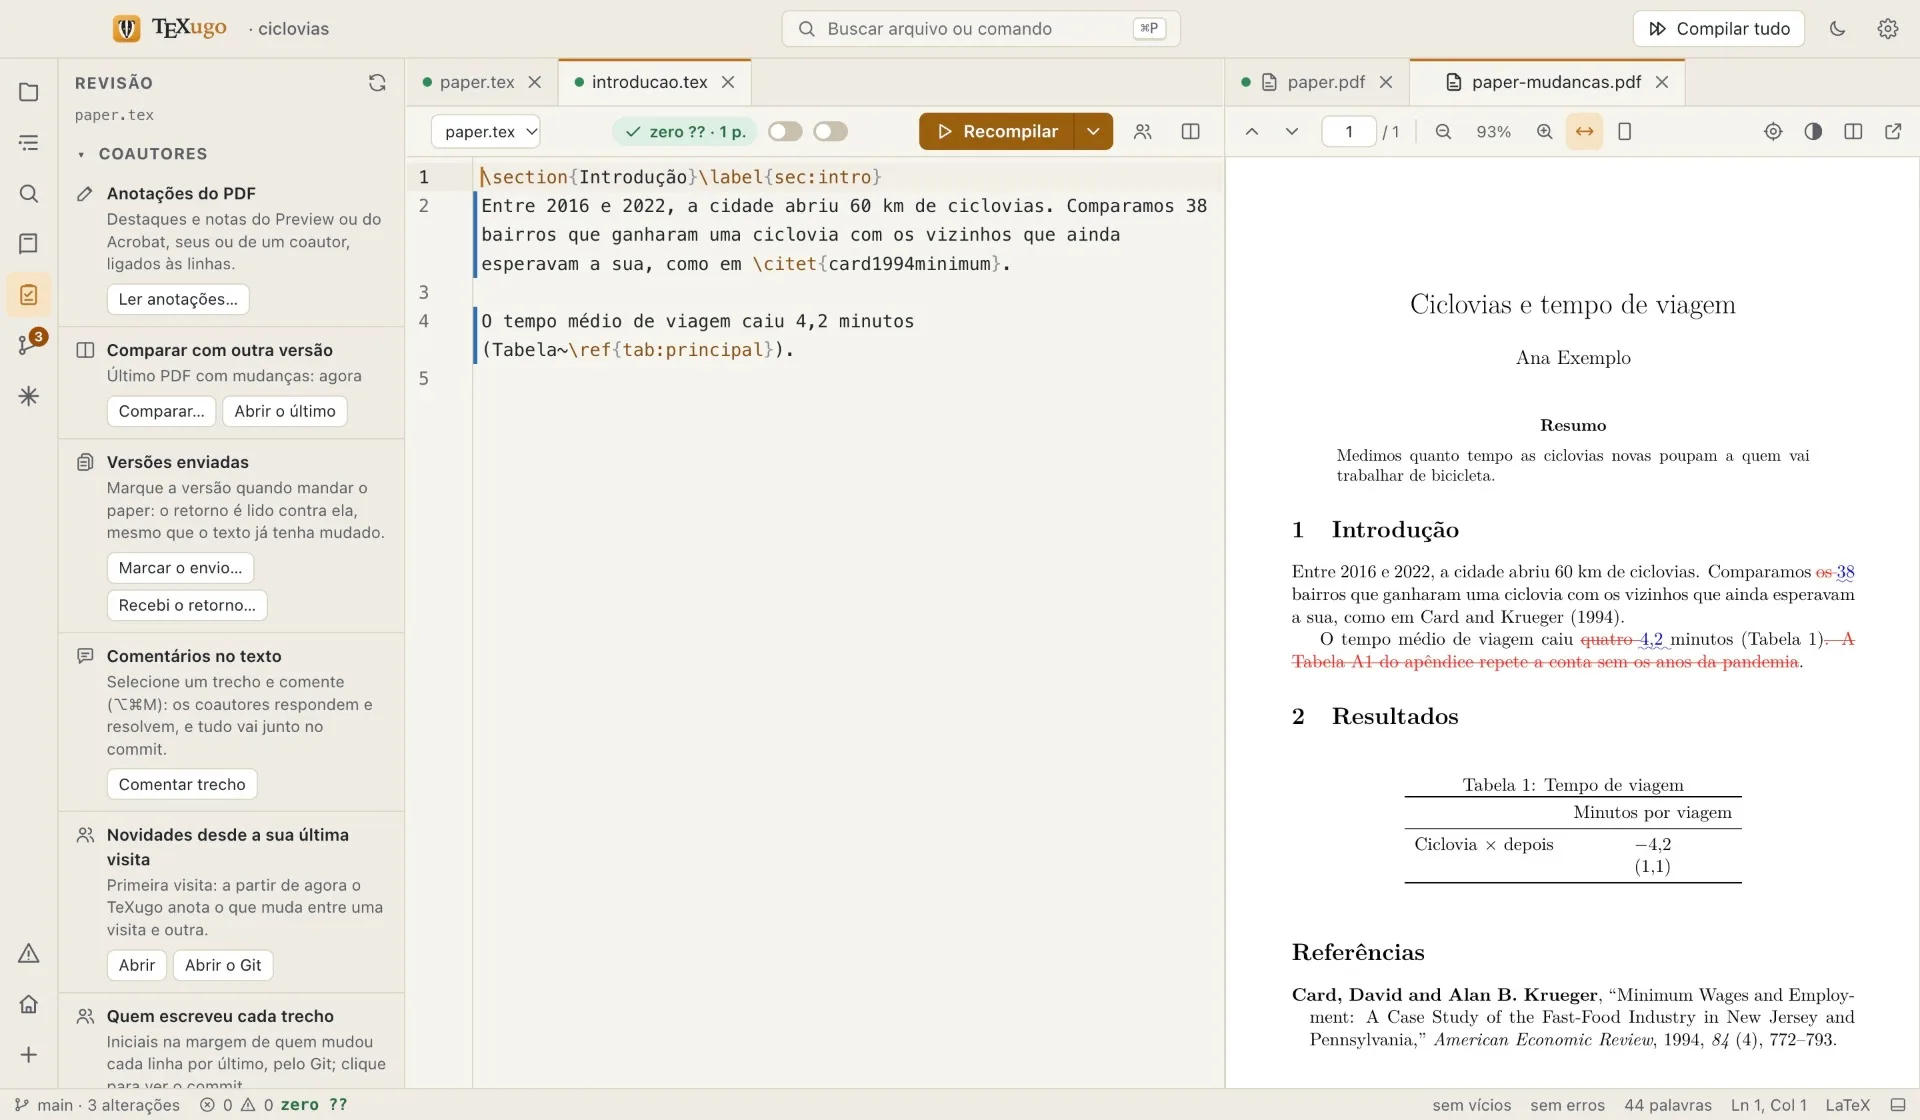 TEXugo · ciclovias
Buscar arquivo ou comando ⌘P
Compilar tudo
REVISÃO
paper.tex
COAUTORES
Anotações do PDF
Destaques e notas do Preview ou do
Acrobat, seus ou de um coautor,
ligados às linhas.
Ler anotações...
3
Comparar com outra versão
Último PDF com mudanças: agora
Comparar... Abrir o último
Versões enviadas
Marque a versão quando mandar o
paper: o retorno é lido contra ela,
mesmo que o texto já tenha mudado.
Marcar o envio...
Recebi o retorno...
Comentários no texto
Selecione um trecho e comente
(⌥⌘M): os coautores respondem e
resolvem, e tudo vai junto no
commit.
Comentar trecho
Novidades desde a sua última
visita
Primeira visita: a partir de agora o
TeXugo anota o que muda entre uma
visita e outra.
Abrir Abrir o Git
Quem escreveu cada trecho
Iniciais na margem de quem mudou
cada linha por último, pelo Git; clique
para ver o commit
paper.tex introducao.tex
paper.tex zero ?? · 1 p. Recompilar
1 \section{Introdução}\label{sec:intro}
2 Entre 2016 e 2022, a cidade abriu 60 km de ciclovias. Comparamos 38
bairros que ganharam uma ciclovia com os vizinhos que ainda
esperavam a sua, como em \citet{card1994minimum}.
3
4 O tempo médio de viagem caiu 4,2 minutos
(Tabela~\ref{tab:principal}).
5
paper.pdf paper-mudancas.pdf
1 / 1 93%
Ciclovias e tempo de viagem
Ana Exemplo
Resumo
Medimos quanto tempo as ciclovias novas poupam a quem vai
trabalhar de bicicleta.
1 Introdução
Entre 2016 e 2022, a cidade abriu 60 km de ciclovias. Comparamos os 38
bairros que ganharam uma ciclovia com os vizinhos que ainda esperavam
a sua, como em Card and Krueger (1994).
O tempo médio de viagem caiu quatro 4,2 minutos (Tabela 1). A
Tabela A1 do apêndice repete a conta sem os anos da pandemia.
2 Resultados
Tabela 1: Tempo de viagem
Minutos por viagem
Ciclovia × depois −4,2
(1,1)
Referências
Card, David and Alan B. Krueger, “Minimum Wages and Employ-
ment: A Case Study of the Fast-Food Industry in New Jersey and
Pennsylvania,” American Economic Review, 1994, 84 (4), 772–793.
main · 3 alterações 0 0 zero ??
sem vícios sem erros 44 palavras Ln 1, Col 1 LaTeX